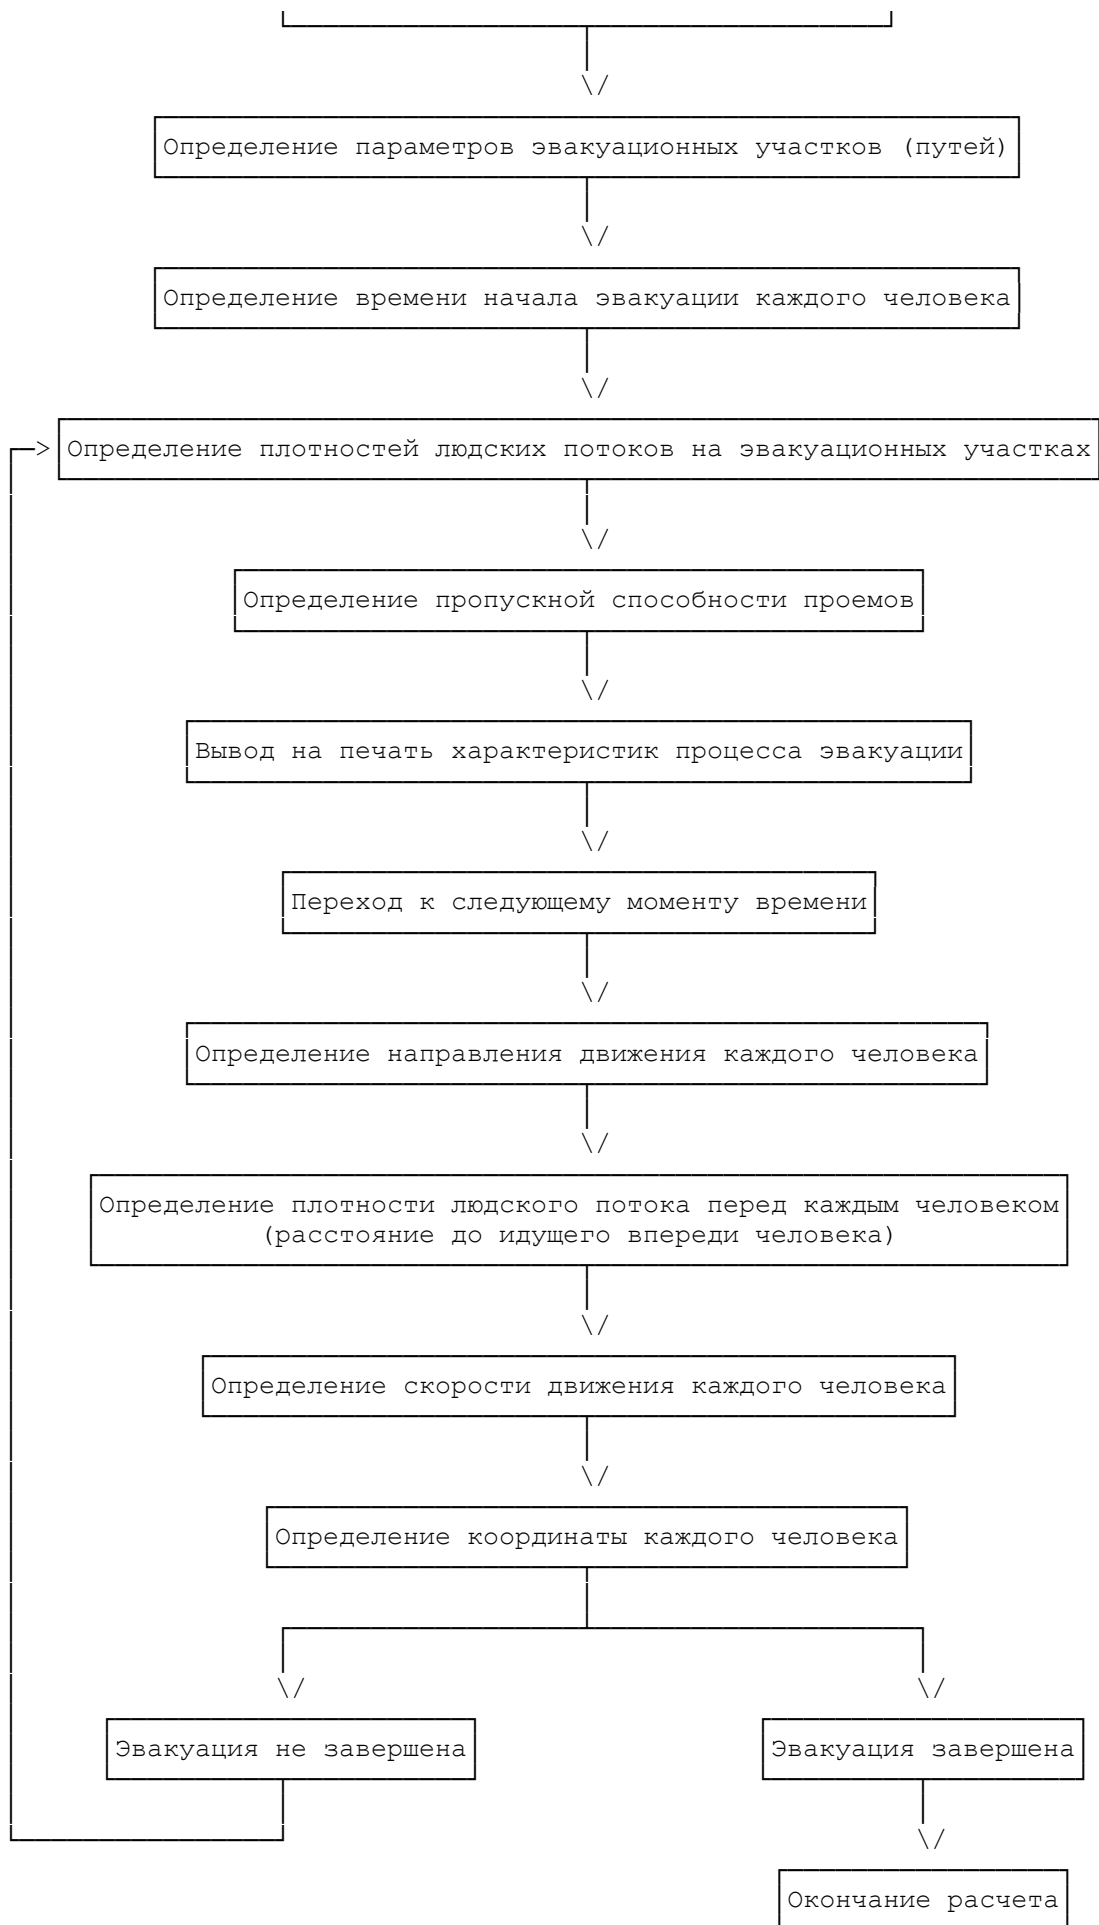 Определение параметров эвакуационных участков (путей)
Определение времени начала эвакуации каждого человека
Определение плотностей людских потоков на эвакуационных участках
Определение пропускной способности проемов
Вывод на печать характеристик процесса эвакуации
Переход к следующему моменту времени
Определение направления движения каждого человека
Определение плотности людского потока перед каждым человеком
(расстояние до идущего впереди человека)
Определение скорости движения каждого человека
Определение координаты каждого человека
Эвакуация не завершена
Эвакуация завершена
Окончание расчета